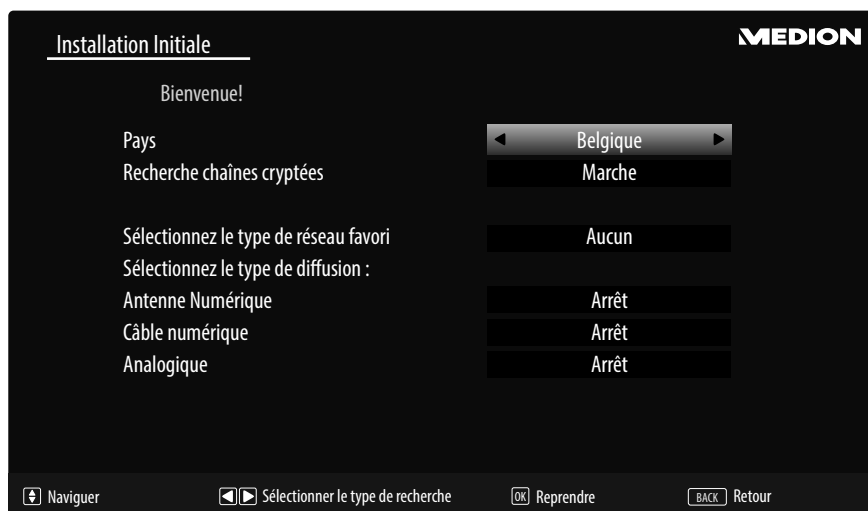 Installation Initiale
MEDION
Bienvenue!
Pays Belgique
Recherche chaînes cryptées Marche
Sélectionnez le type de réseau favori Aucun
Sélectionnez le type de diffusion :
Antenne Numérique Arrêt
Câble numérique Arrêt
Analogique Arrêt
Naviguer Sélectionner le type de recherche OK Reprendre BACK Retour